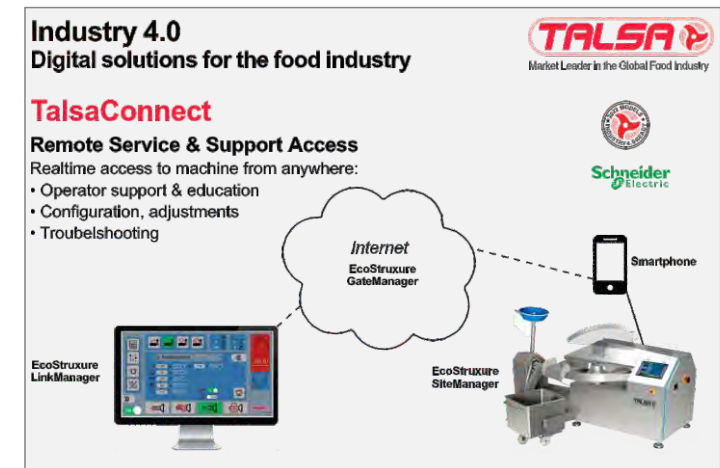 Industry 4.0
Digital solutions for the food industry
TALSA
Market Leader in the Global Food Industry
TalsaConnect
Remote Service & Support Access
Realtime access to machine from anywhere:
• Operator support & education
• Configuration, adjustments
• Troubelshooting
Schneider
Electric
Internet
EcoStruxure
GateManager
Smartphone
EcoStruxure
LinkManager
EcoStruxure
SiteManager
TALSA